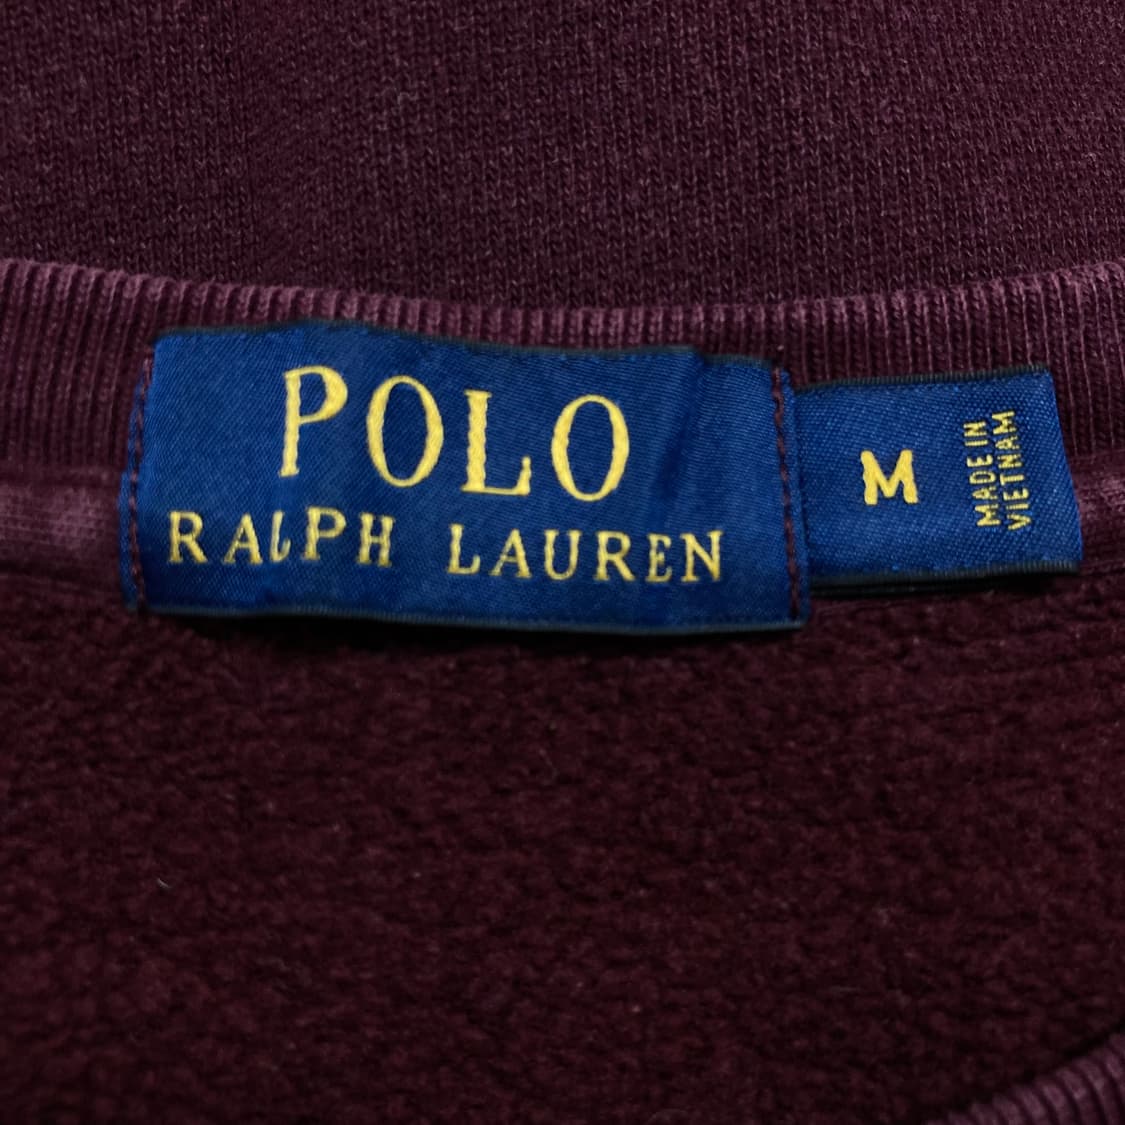 POLO
RAlPH LAUREN
M
MADE IN
VIETNAM